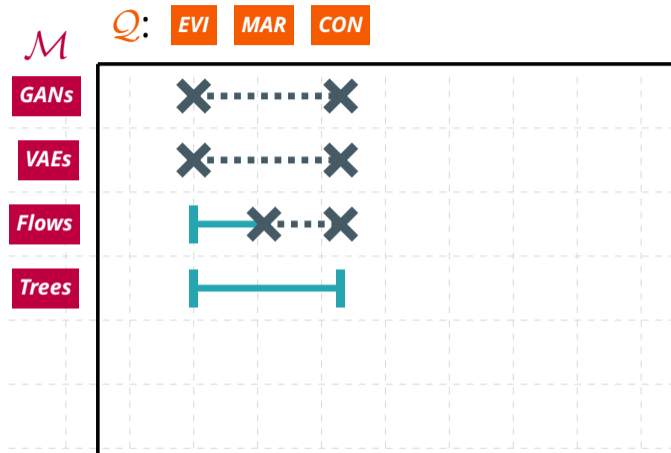 𝒬: EVI MAR CON
ℳ
GANs
VAEs
Flows
Trees